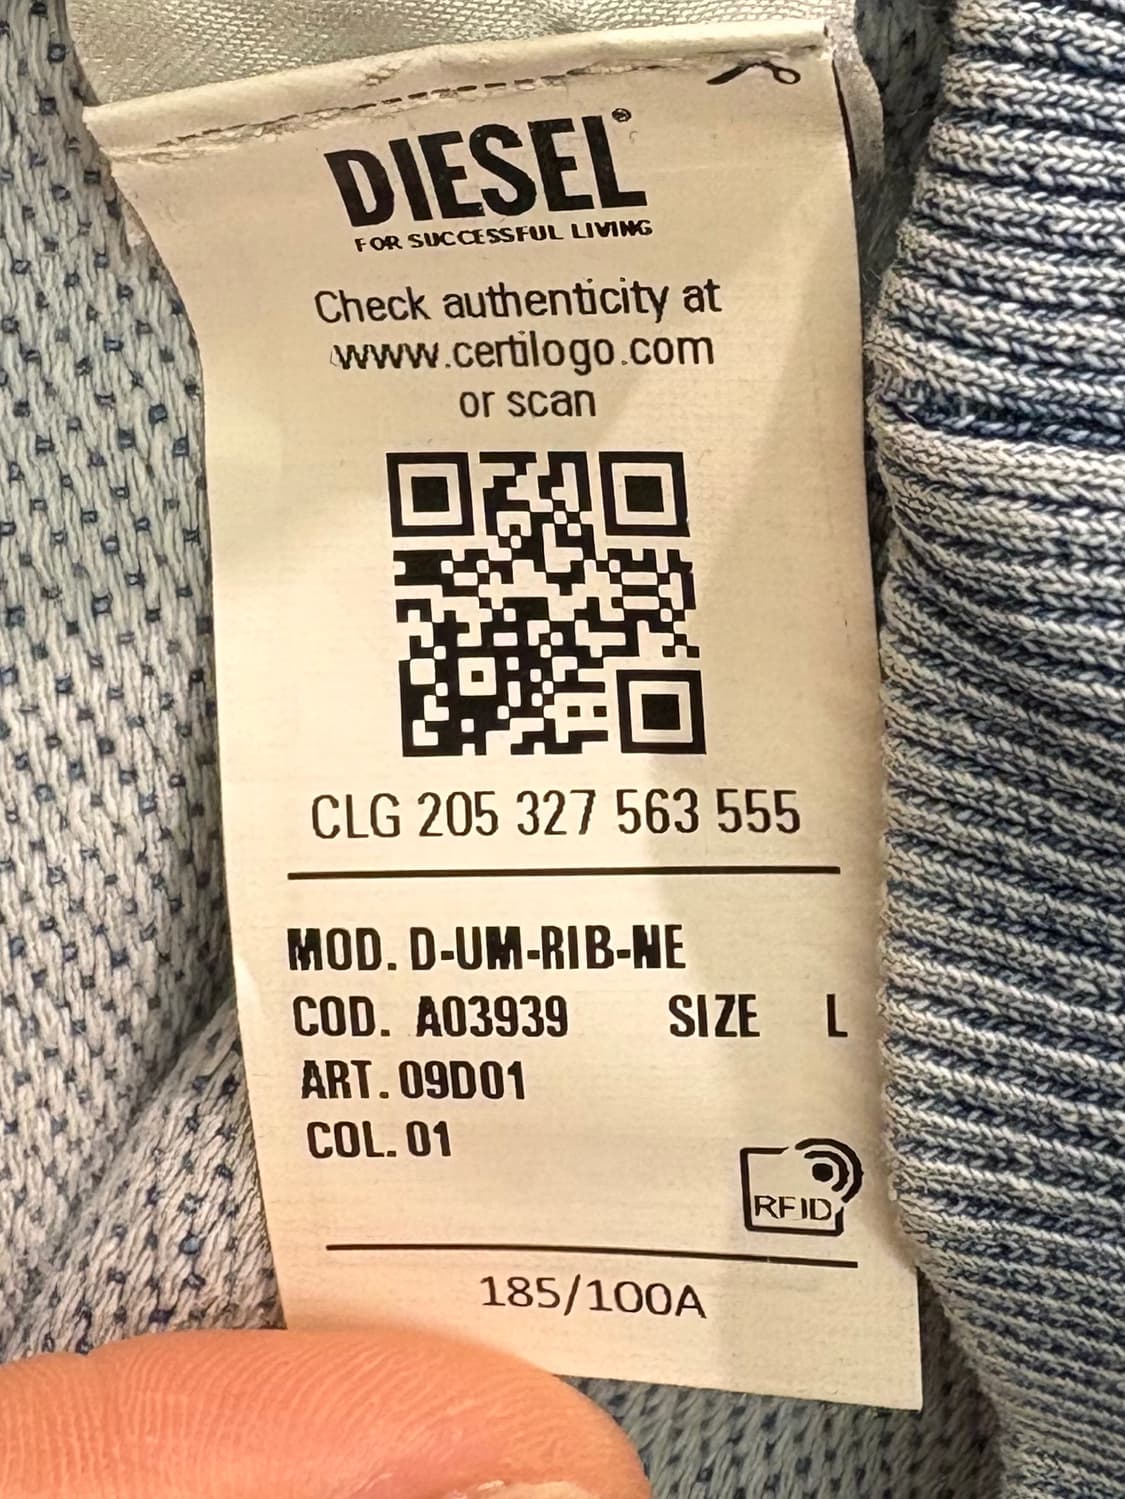 DIESEL®
FOR SUCCESSFUL LIVING
Check authenticity at
www.certilogo.com
or scan
CLG 205 327 563 555
MOD. D-UM-RIB-NE
COD. A03939 SIZE L
ART. 09D01
COL. 01
RFID
185/100A